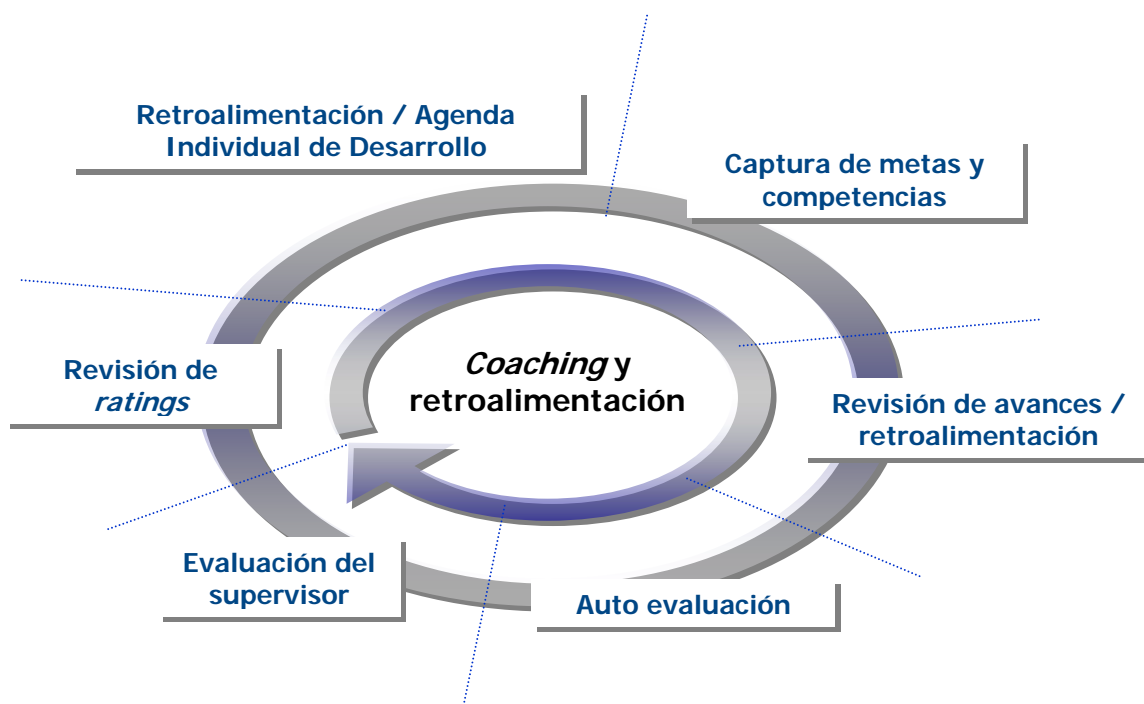 Retroalimentación / Agenda
Individual de Desarrollo
Captura de metas y
competencias
Coaching y
retroalimentación
Revisión de
ratings
Revisión de avances /
retroalimentación
Evaluación del
supervisor
Auto evaluación